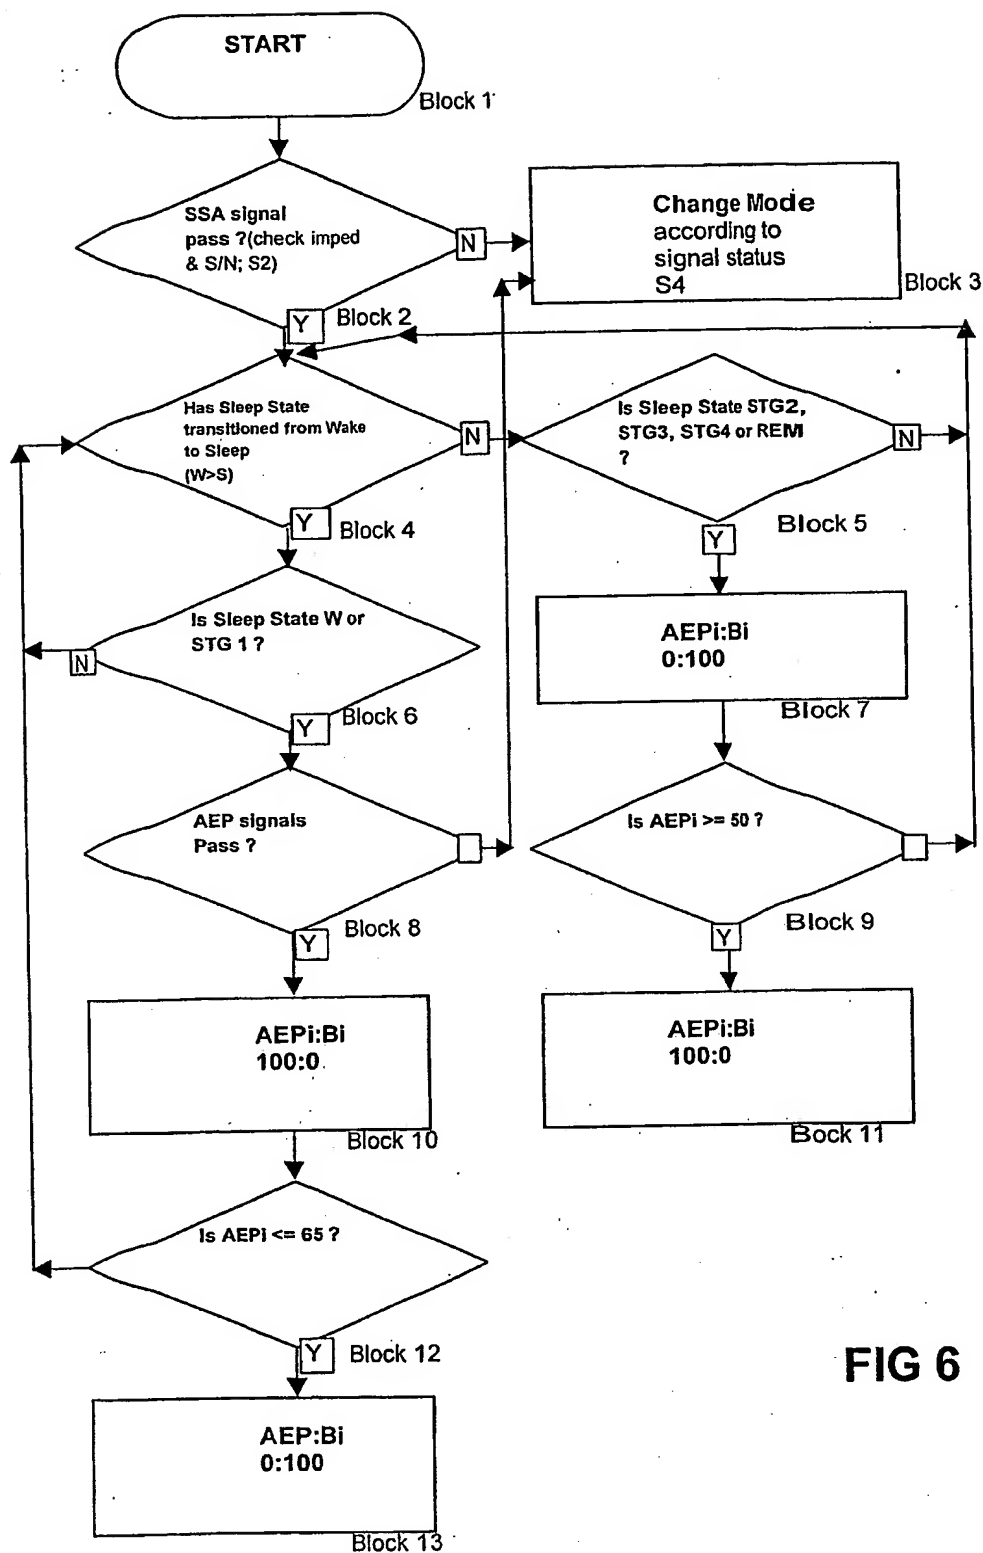 START
Block 1
SSA signal
pass ?(check imped
& S/N; S2)
N
Y
Block 2
Change Mode
according to
signal status
S4
Block 3
Has Sleep State
transitioned from Wake
to Sleep
(W>S)
N
Y
Block 4
Is Sleep State STG2,
STG3, STG4 or REM
?
N
Y
Block 5
Is Sleep State W or
STG 1 ?
N
Y
Block 6
AEPi:Bi
0:100
Block 7
AEP signals
Pass ?
Y
Block 8
Is AEPi >= 50 ?
Y
Block 9
AEPi:Bi
100:0
Block 10
AEPi:Bi
100:0
Bock 11
Is AEPi <= 65 ?
Y
Block 12
AEP:Bi
0:100
Block 13
FIG 6